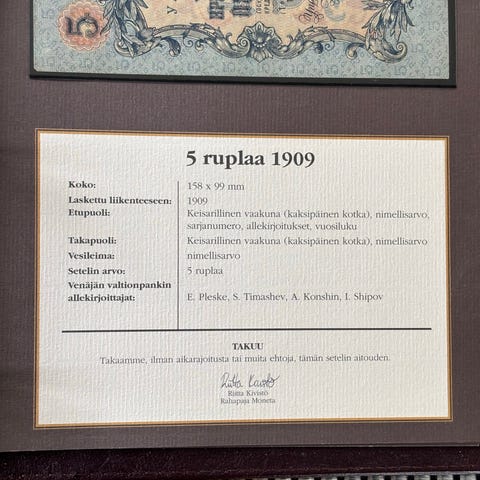 5
5 ruplaa 1909
Koko: 158 x 99 mm
Laskettu liikenteeseen: 1909
Etupuoli: Keisarillinen vaakuna (kaksipäinen kotka), nimellisarvo,
sarjanumero, allekirjoitukset, vuosiluku
Takapuoli: Keisarillinen vaakuna (kaksipäinen kotka), nimellisarvo
Vesileima: nimellisarvo
Setelin arvo: 5 ruplaa
Venäjän valtionpankin
allekirjoittajat: E. Pleske, S. Timashev, A. Konshin, I. Shipov
TAKUU
Takaamme, ilman aikarajoitusta tai muita ehtoja, tämän setelin aitouden.
Riitta Kivistö
Rahapaja Moneta